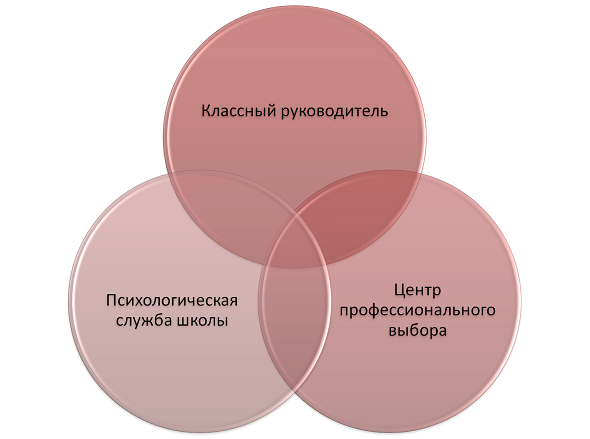 Классный руководитель
Психологическая
служба школы
Центр
профессионального
выбора